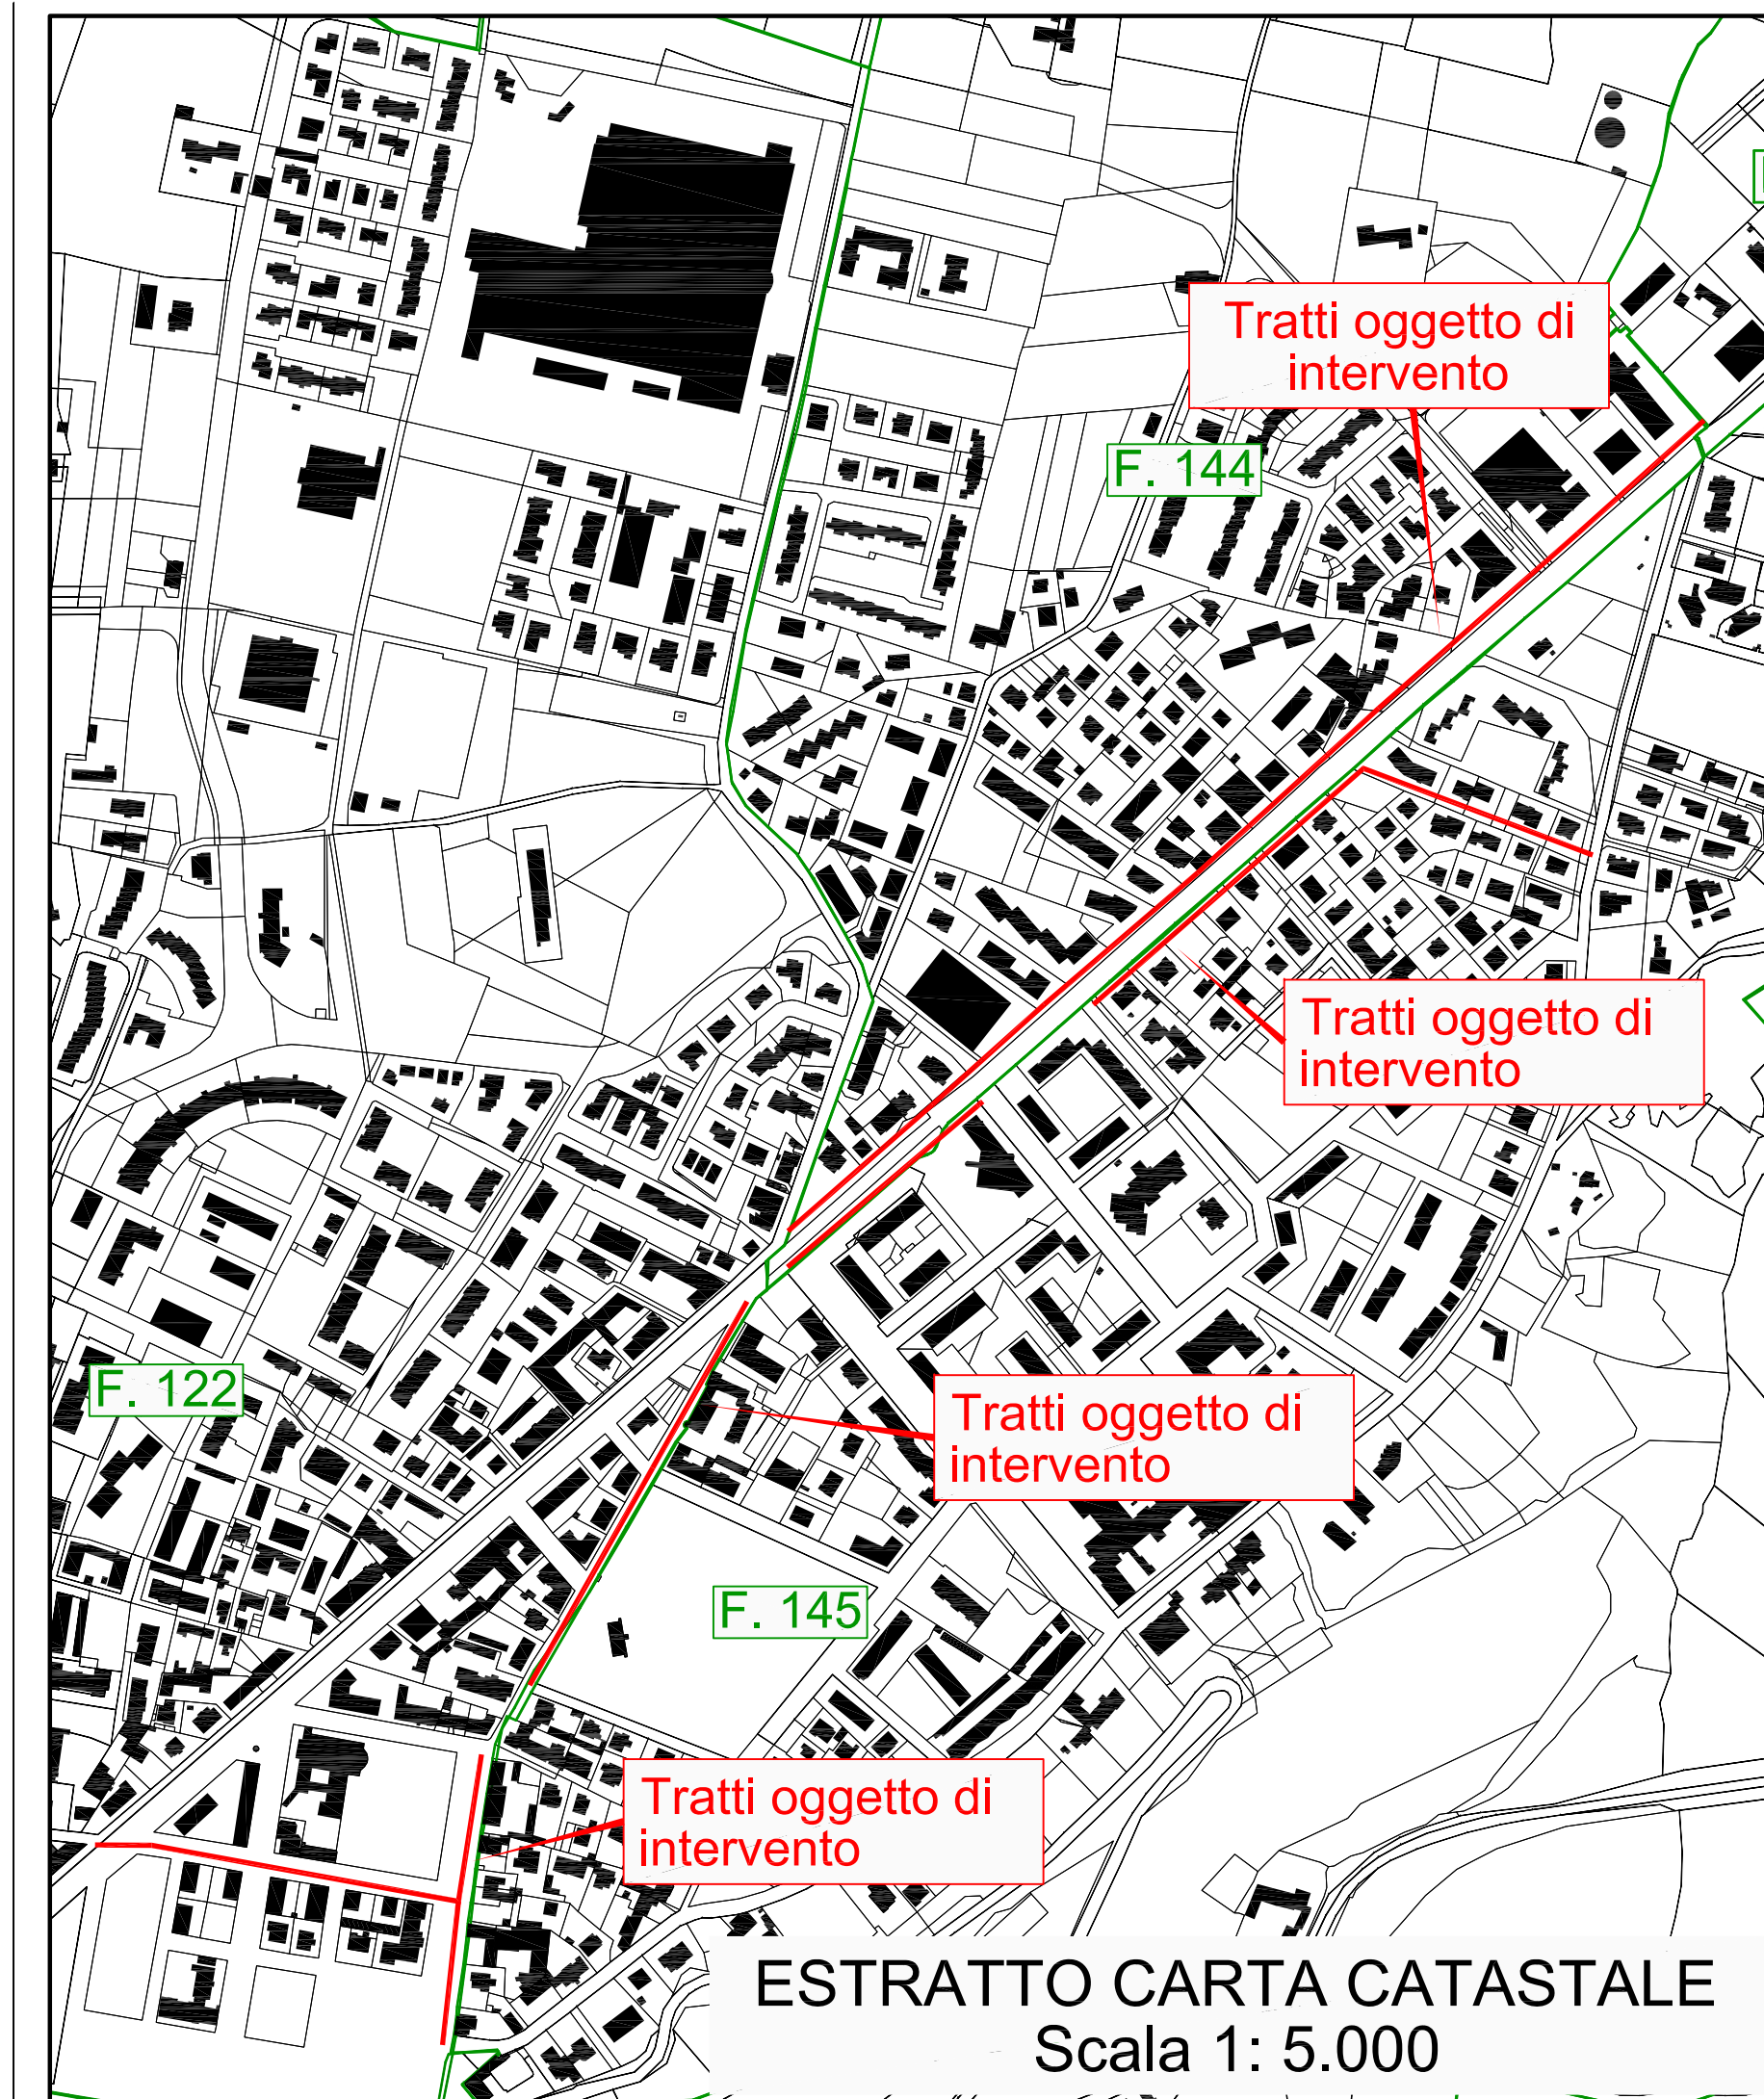 Tratti oggetto di
intervento
F. 144
Tratti oggetto di
intervento
F. 122
Tratti oggetto di
intervento
F. 145
Tratti oggetto di
intervento
ESTRATTO CARTA CATASTALE
Scala 1: 5.000